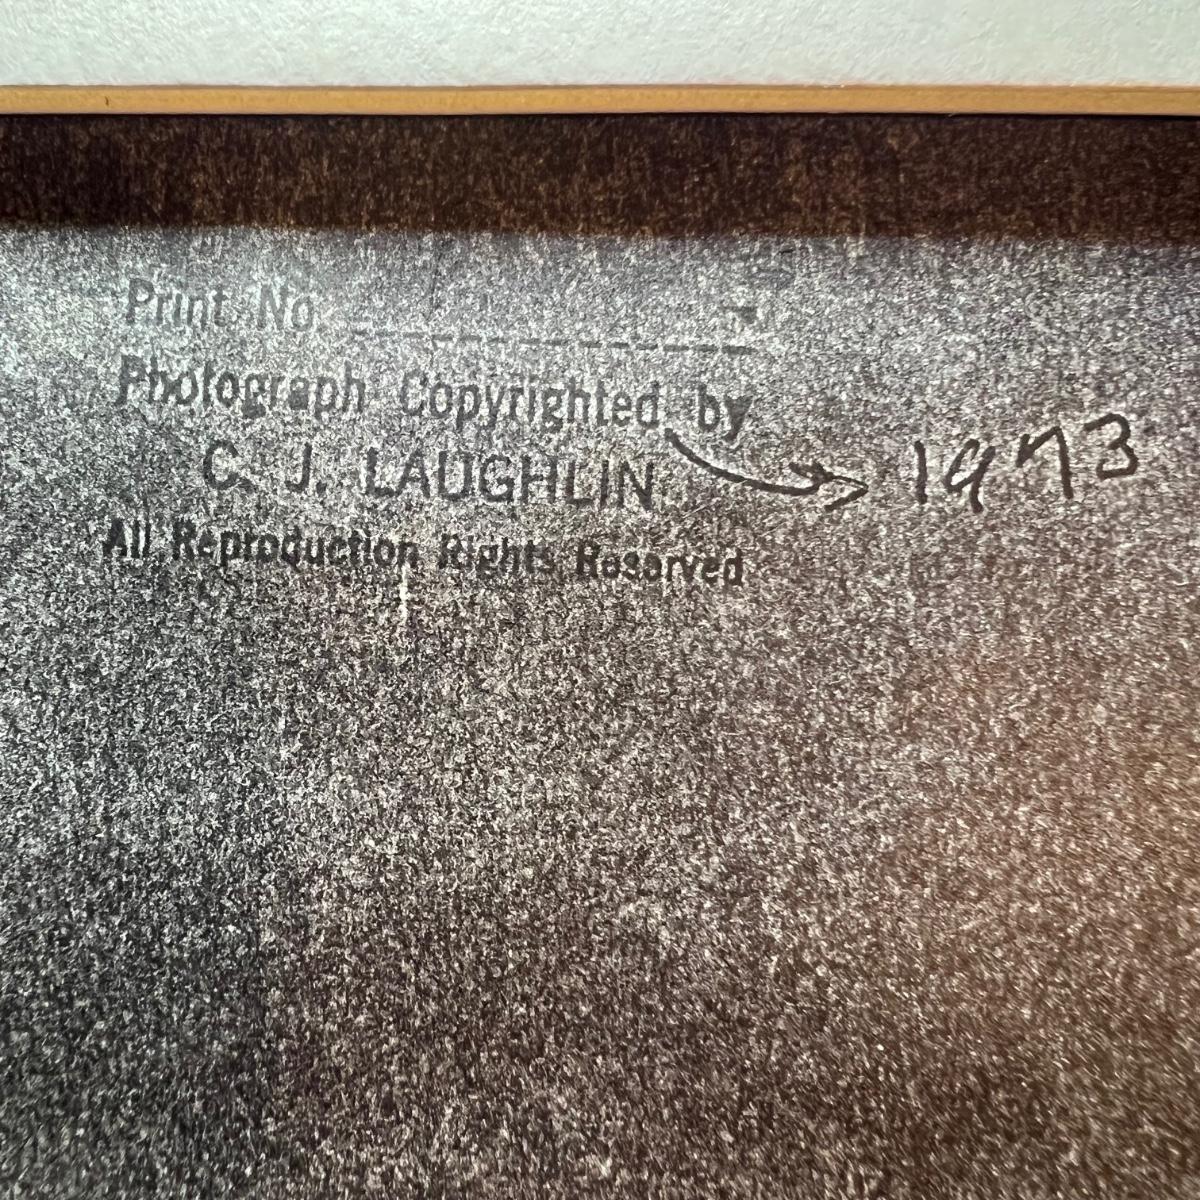 Print No. _ _ _ _ _ _ _ _ _ _ _
Photograph Copyrighted by
C. J. LAUGHLIN → 1973
All Reproduction Rights Reserved